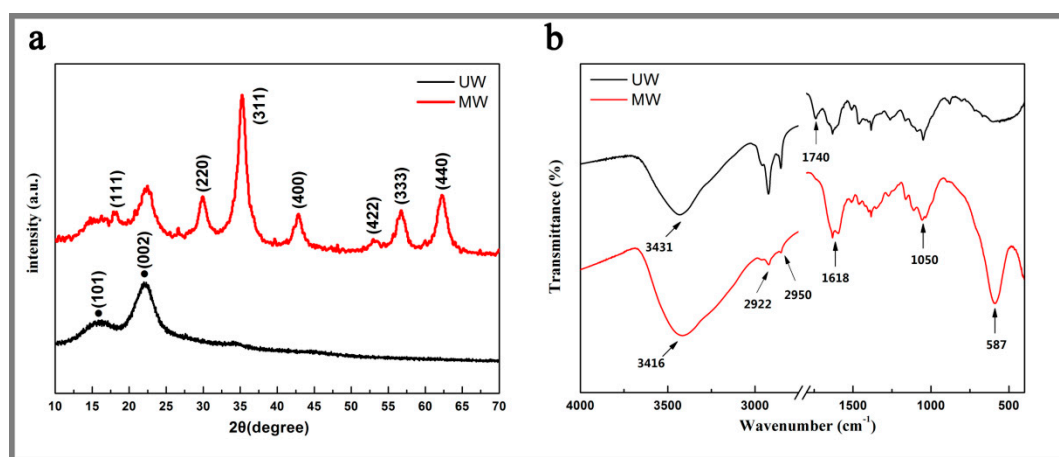 a
UW
MW
(111)
(220)
(311)
(400)
(422)
(333)
(440)
●(101)
●(002)
intensity (a.u.)
10 15 20 25 30 35 40 45 50 55 60 65 70
2θ(degree)
b
UW
MW
1740
3431
1618
1050
2922
2950
3416
587
Transmittance (%)
4000 3500 3000 1500 1000 500
Wavenumber (cm⁻¹)